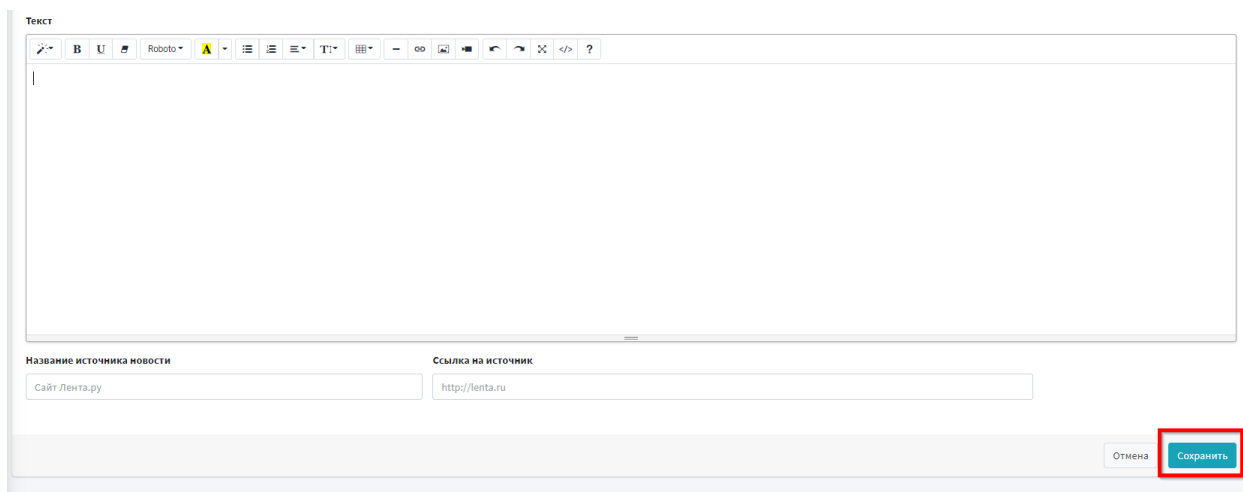 Текст
B U Roboto A T </> ?
Название источника новости Ссылка на источник
Сайт Лента.ру http://lenta.ru
Отмена Сохранить